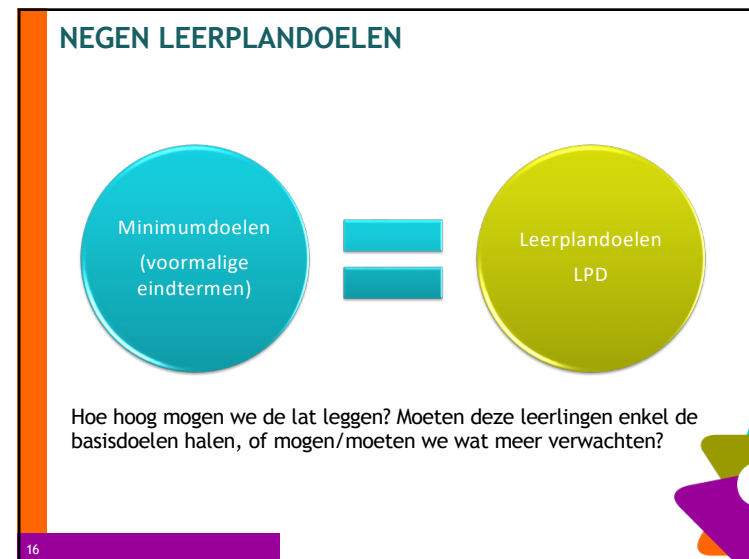 NEGEN LEERPLANDOELEN
Minimumdoelen
(voormalige
eindtermen)
Leerplandoelen
LPD
Hoe hoog mogen we de lat leggen? Moeten deze leerlingen enkel de
basisdoelen halen, of mogen/moeten we wat meer verwachten?
16